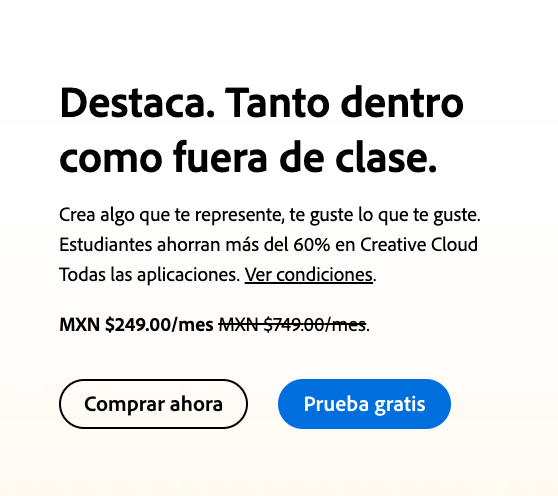 Destaca. Tanto dentro
como fuera de clase.
Crea algo que te represente, te guste lo que te guste.
Estudiantes ahorran más del 60% en Creative Cloud
Todas las aplicaciones. Ver condiciones.
MXN $249.00/mes MXN $749.00/mes.
Comprar ahora
Prueba gratis